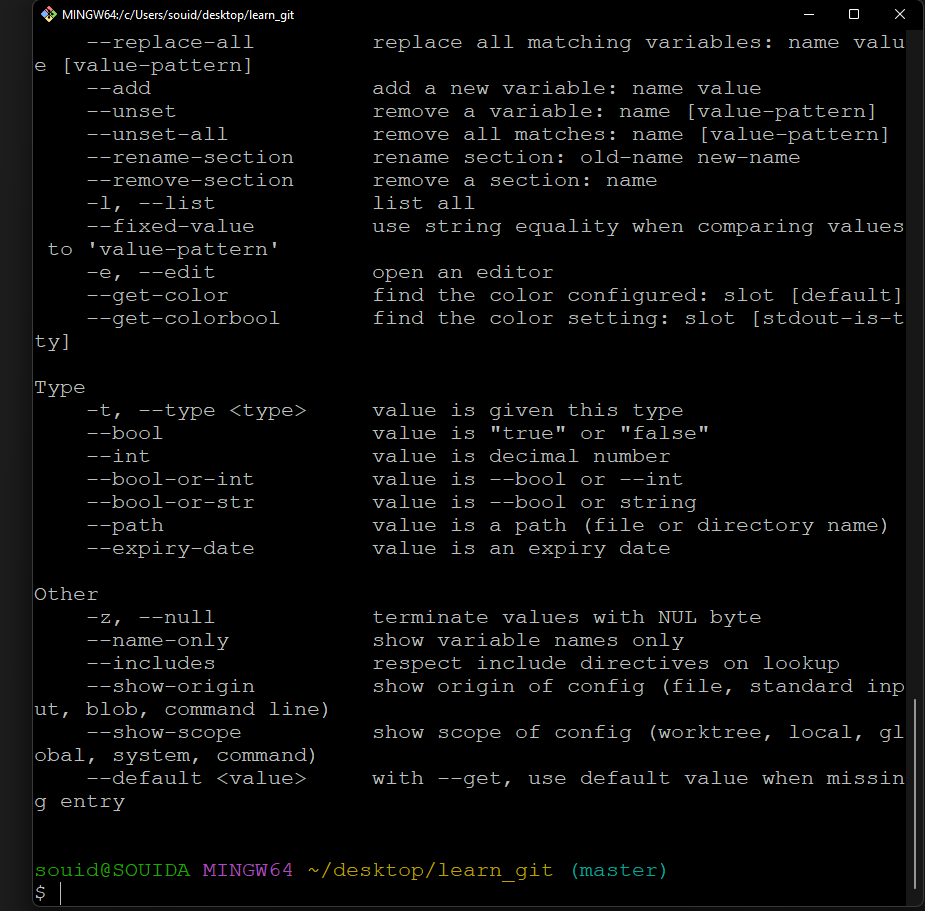 MINGW64:/c/Users/souid/desktop/learn_git
    --replace-all         replace all matching variables: name valu
e [value-pattern]
    --add                 add a new variable: name value
    --unset               remove a variable: name [value-pattern]
    --unset-all           remove all matches: name [value-pattern]
    --rename-section      rename section: old-name new-name
    --remove-section      remove a section: name
    -l, --list            list all
    --fixed-value         use string equality when comparing values
 to 'value-pattern'
    -e, --edit            open an editor
    --get-color           find the color configured: slot [default]
    --get-colorbool       find the color setting: slot [stdout-is-t
ty]

Type
    -t, --type <type>     value is given this type
    --bool                value is "true" or "false"
    --int                 value is decimal number
    --bool-or-int         value is --bool or --int
    --bool-or-str         value is --bool or string
    --path                value is a path (file or directory name)
    --expiry-date         value is an expiry date

Other
    -z, --null            terminate values with NUL byte
    --name-only           show variable names only
    --includes            respect include directives on lookup
    --show-origin         show origin of config (file, standard inp
ut, blob, command line)
    --show-scope          show scope of config (worktree, local, gl
obal, system, command)
    --default <value>     with --get, use default value when missin
g entry

souid@SOUIDA MINGW64 ~/desktop/learn_git (master)
$